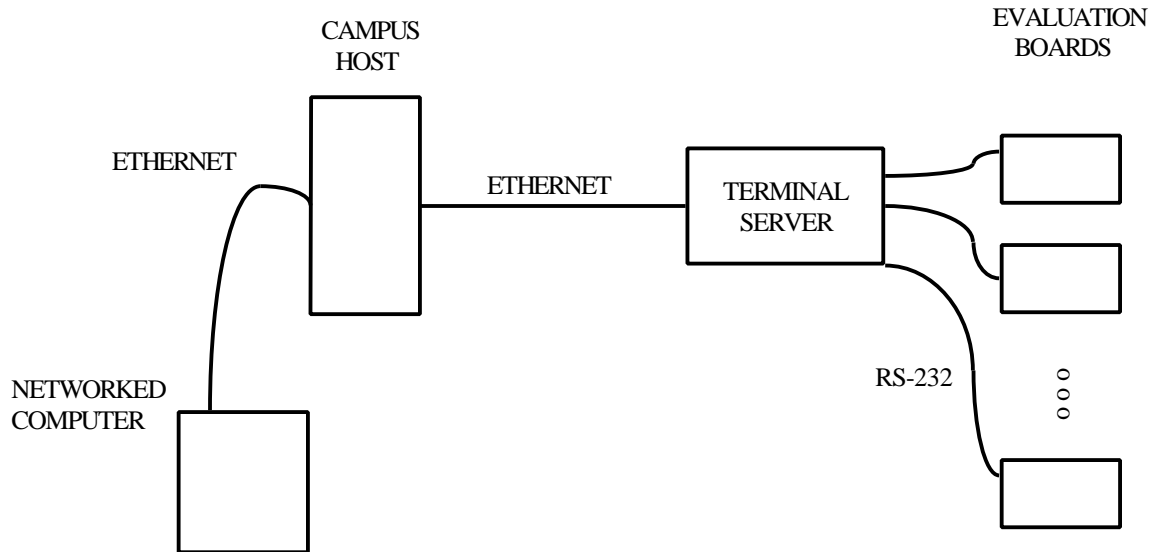 EVALUATION
BOARDS
CAMPUS
HOST
ETHERNET
ETHERNET
TERMINAL
SERVER
RS-232
NETWORKED
COMPUTER
o o o